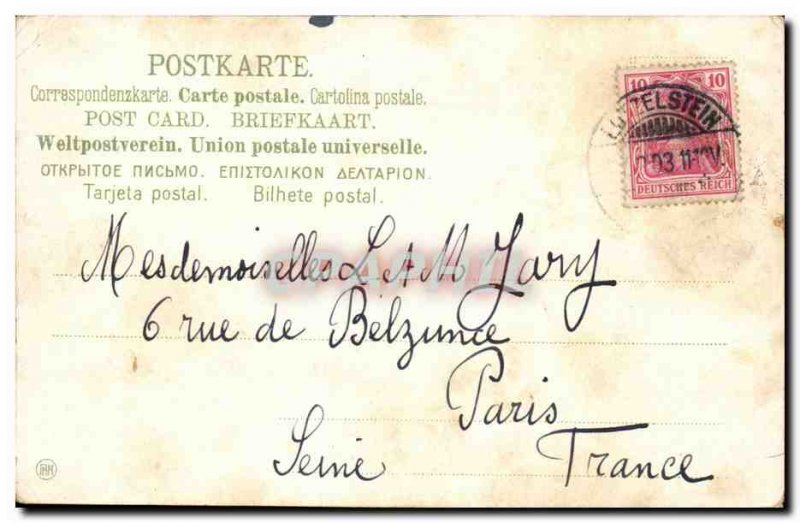 POSTKARTE.
Correspondenzkarte. Carte postale. Cartolina postale.
POST CARD. BRIEFKAART.
Weltpostverein. Union postale universelle.
ОТКРЫТОЕ ПИСЬМО. ΕΠΙΣΤΟΛΙΚΟΝ ΔΕΛΤΑΡΙΟΝ.
Tarjeta postal. Bilhete postal.
10 10
DEUTSCHES REICH
Mesdemoiselles L & M Jary
6 rue de Belzunce
Paris
Seine France